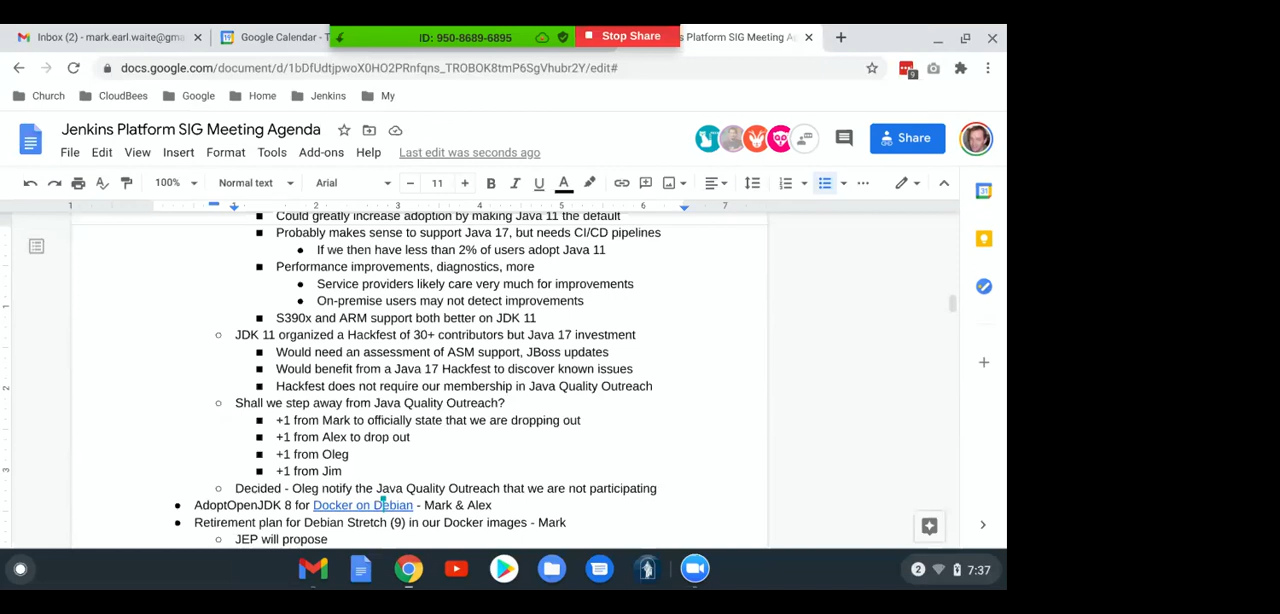 Inbox (2) - mark.earl.waite@gma
Google Calendar - T
ID: 950-8689-6895
Stop Share
s Platform SIG Meeting A
docs.google.com/document/d/1bDfUdtjpwoX0HO2PRnfqns_TROBOK8tmP6SgVhubr2Y/edit#
9
Church
CloudBees
Google
Home
Jenkins
My
Jenkins Platform SIG Meeting Agenda
File Edit View Insert Format Tools Add-ons Help Last edit was seconds ago
Share
100% Normal text Arial 11 B I U A
1 1 2 3 4 5 6 7
Could greatly increase adoption by making Java 11 the default
■ Probably makes sense to support Java 17, but needs CI/CD pipelines
● If we then have less than 2% of users adopt Java 11
■ Performance improvements, diagnostics, more
● Service providers likely care very much for improvements
● On-premise users may not detect improvements
■ S390x and ARM support both better on JDK 11
○ JDK 11 organized a Hackfest of 30+ contributors but Java 17 investment
■ Would need an assessment of ASM support, JBoss updates
■ Would benefit from a Java 17 Hackfest to discover known issues
■ Hackfest does not require our membership in Java Quality Outreach
○ Shall we step away from Java Quality Outreach?
■ +1 from Mark to officially state that we are dropping out
■ +1 from Alex to drop out
■ +1 from Oleg
■ +1 from Jim
○ Decided - Oleg notify the Java Quality Outreach that we are not participating
● AdoptOpenJDK 8 for Docker on Debian - Mark & Alex
● Retirement plan for Debian Stretch (9) in our Docker images - Mark
○ JEP will propose
2 7:37